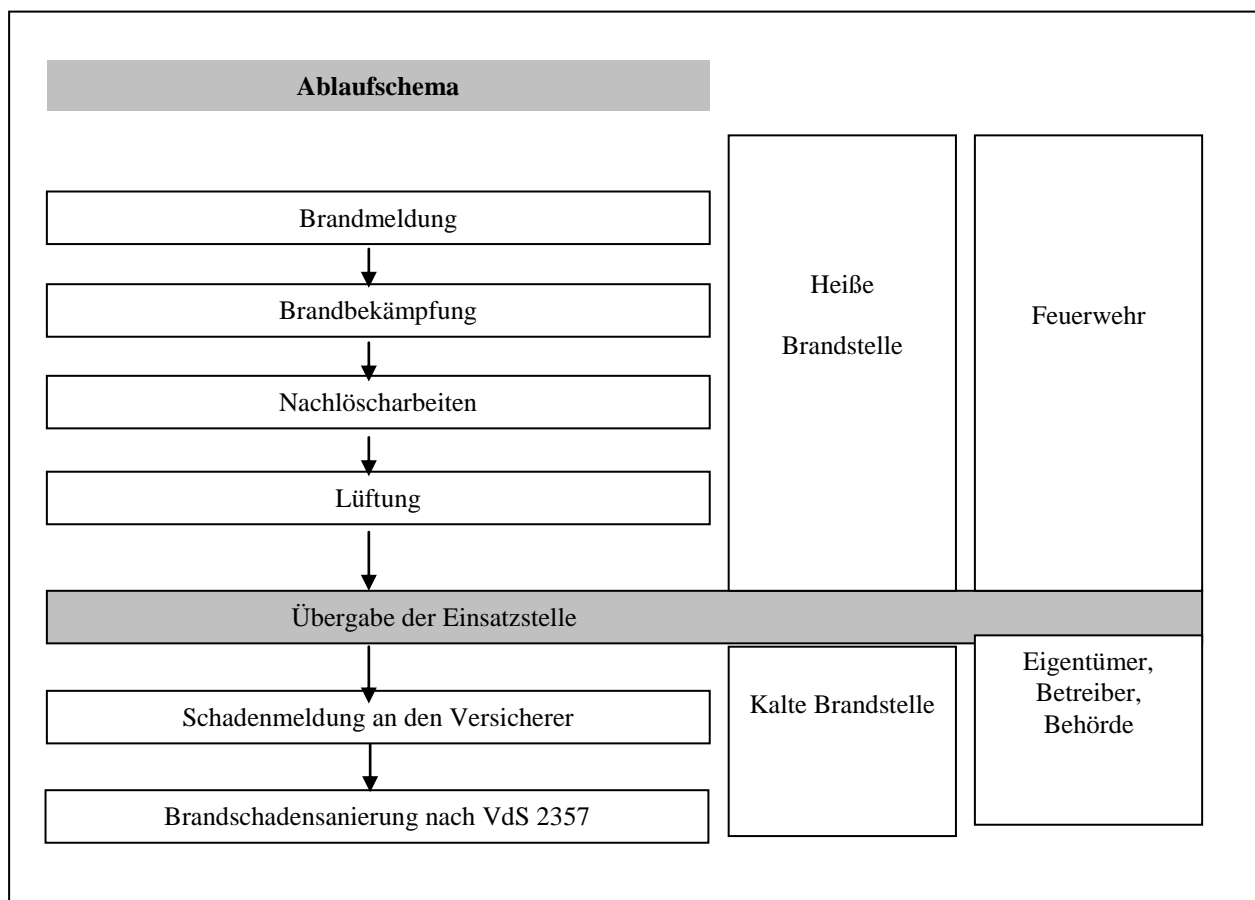 Ablaufschema
Brandmeldung
Brandbekämpfung
Nachlöscharbeiten
Lüftung
Heiße
Brandstelle
Feuerwehr
Übergabe der Einsatzstelle
Schadenmeldung an den Versicherer
Brandschadensanierung nach VdS 2357
Kalte Brandstelle
Eigentümer,
Betreiber,
Behörde